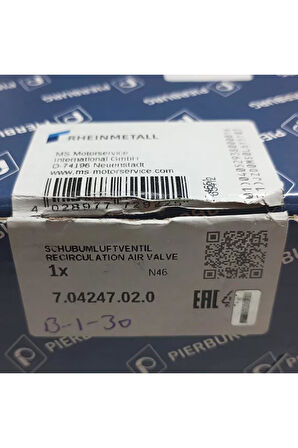 PIERBURG
RHEINMETALL
MS Motorservice
International GmbH
D-74196 Neuenstadt
www.ms-motorservice.com
SCHUBUMLUFTVENTIL
RECIRCULATION AIR VALVE
1x
N46
7.04247.02.0
EAC
B-1-30
PIERBURG